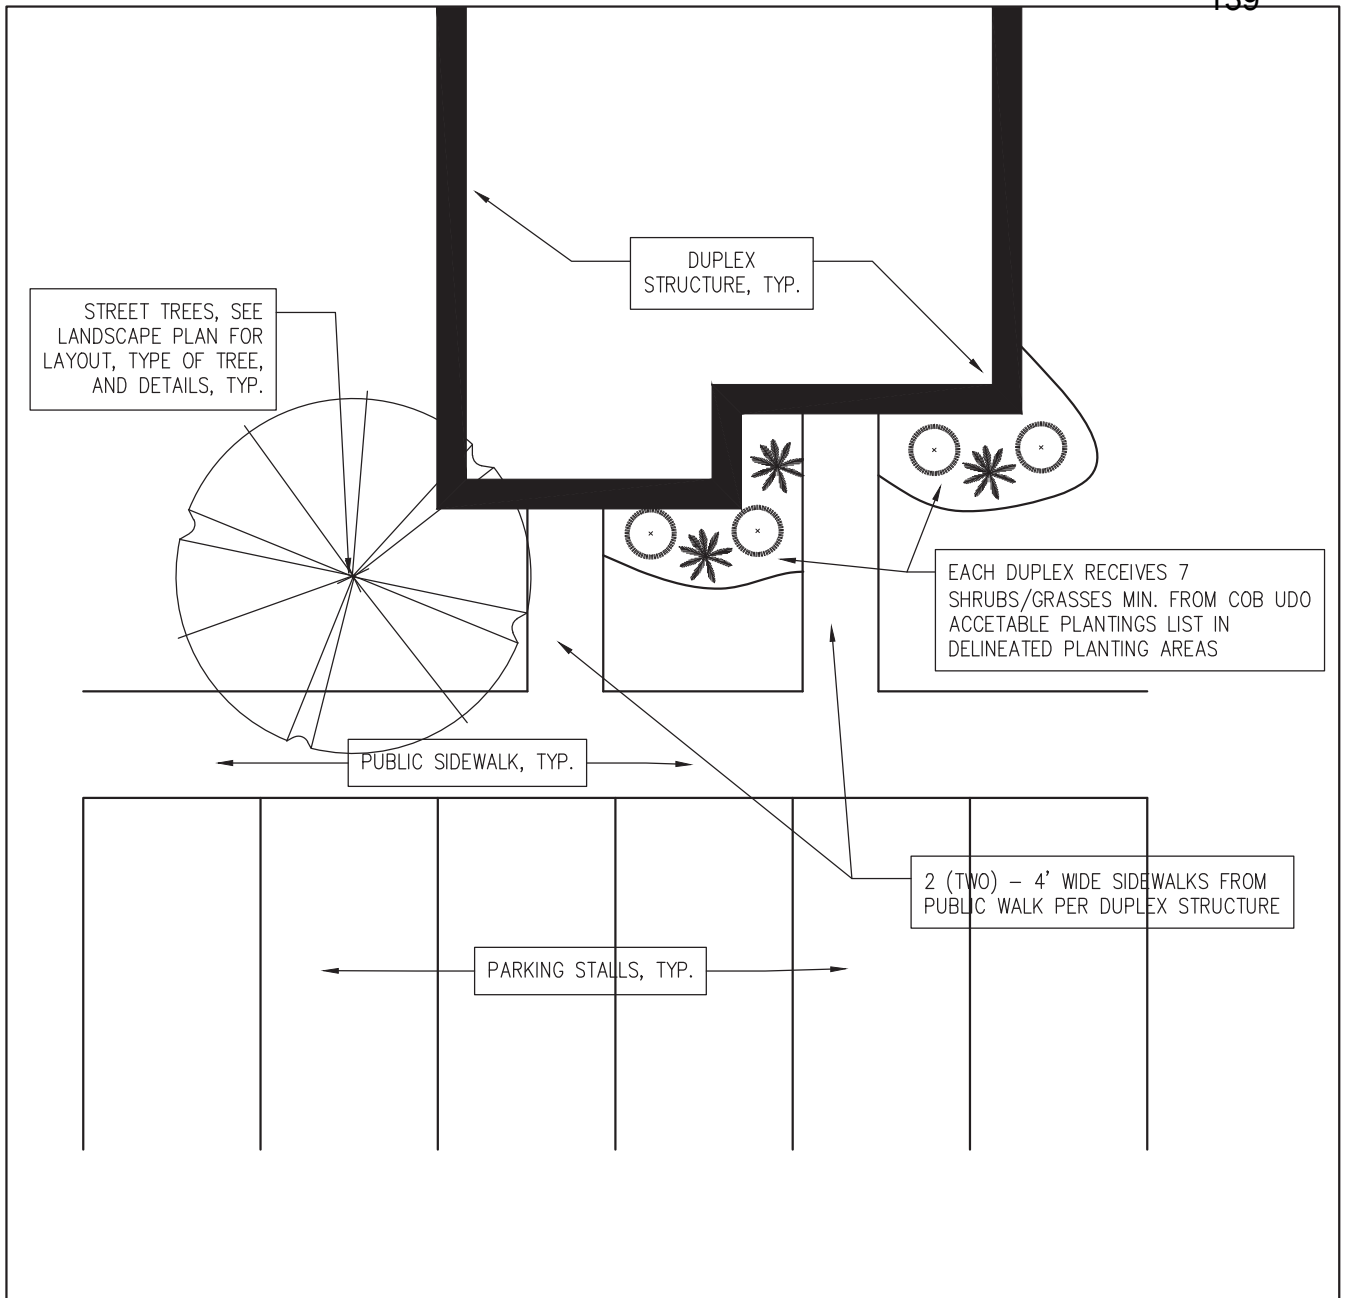 139
DUPLEX
STRUCTURE, TYP.
STREET TREES, SEE
LANDSCAPE PLAN FOR
LAYOUT, TYPE OF TREE,
AND DETAILS, TYP.
EACH DUPLEX RECEIVES 7
SHRUBS/GRASSES MIN. FROM COB UDO
ACCETABLE PLANTINGS LIST IN
DELINEATED PLANTING AREAS
PUBLIC SIDEWALK, TYP.
2 (TWO) – 4' WIDE SIDEWALKS FROM
PUBLIC WALK PER DUPLEX STRUCTURE
PARKING STALLS, TYP.